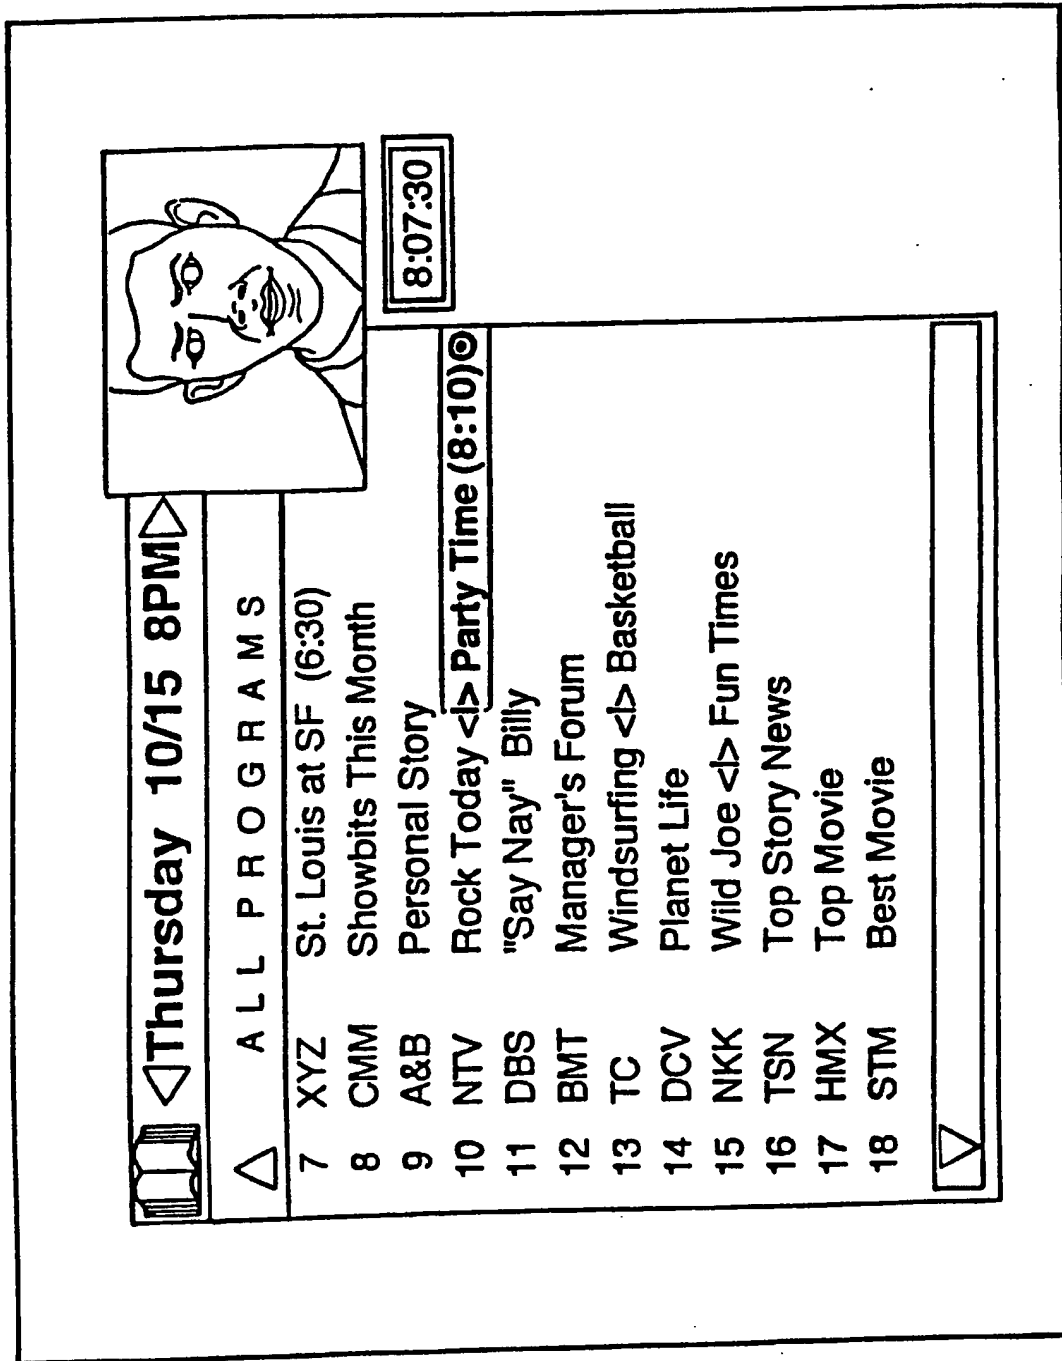 ◁Thursday 10/15 8PM▷
8:07:30
△ ALL PROGRAMS
7 XYZ St. Louis at SF (6:30)
8 CMM Showbits This Month
9 A&B Personal Story
10 NTV Rock Today <|> Party Time (8:10)⊙
11 DBS "Say Nay" Billy
12 BMT Manager's Forum
13 TC Windsurfing <|> Basketball
14 DCV Planet Life
15 NKK Wild Joe <|> Fun Times
16 TSN Top Story News
17 HMX Top Movie
18 STM Best Movie
▽